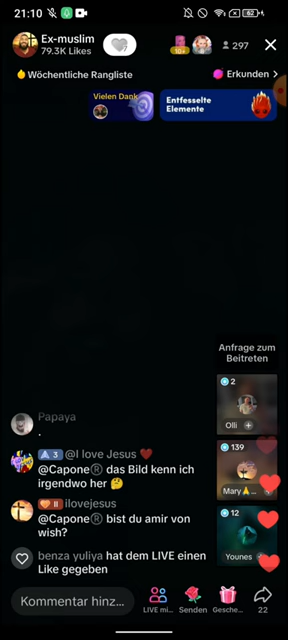 21:10
62
Ex-muslim
79.3K Likes
10+
297
Wöchentliche Rangliste
Erkunden
Vielen Dank
Entfesselte
Elemente
Anfrage zum
Beitreten
2
Olli
Papaya
.
3 @I love Jesus
@Capone® das Bild kenn ich
irgendwo her 🤔
139
Mary🙏...
II ilovejesus
@Capone® bist du amir von
wish?
12
Younes
benza yuliya hat dem LIVE einen
Like gegeben
Kommentar hinz...
LIVE mi...
Senden
Gesche...
22